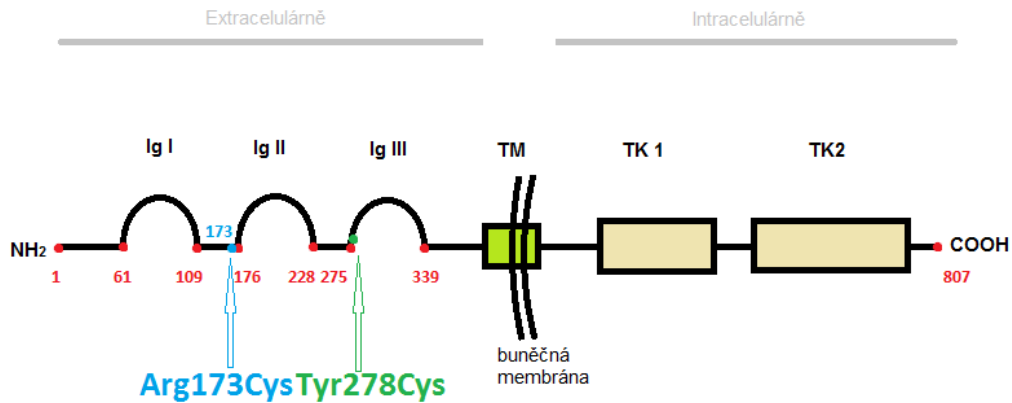 Extracelulárně
Intracelulárně
Ig I
Ig II
Ig III
TM
TK 1
TK2
173
NH2
COOH
1
61
109
176
228
275
339
807
buněčná
membrána
Arg173Cys
Tyr278Cys